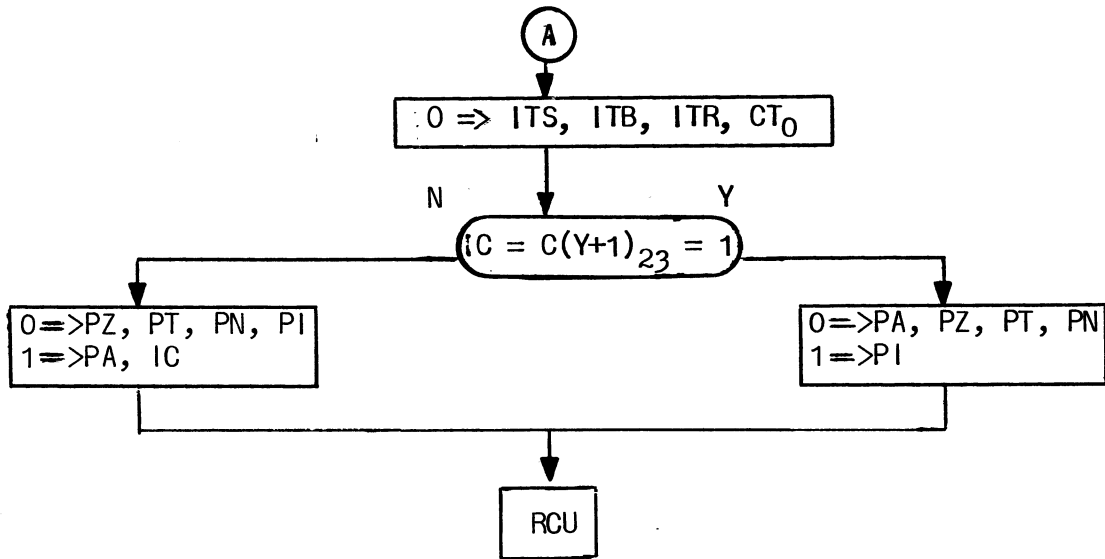 A
0 => ITS, ITB, ITR, CT0
N
Y
IC = C(Y+1)23 = 1
0=>PZ, PT, PN, PI
1=>PA, IC
0=>PA, PZ, PT, PN
1=>PI
RCU